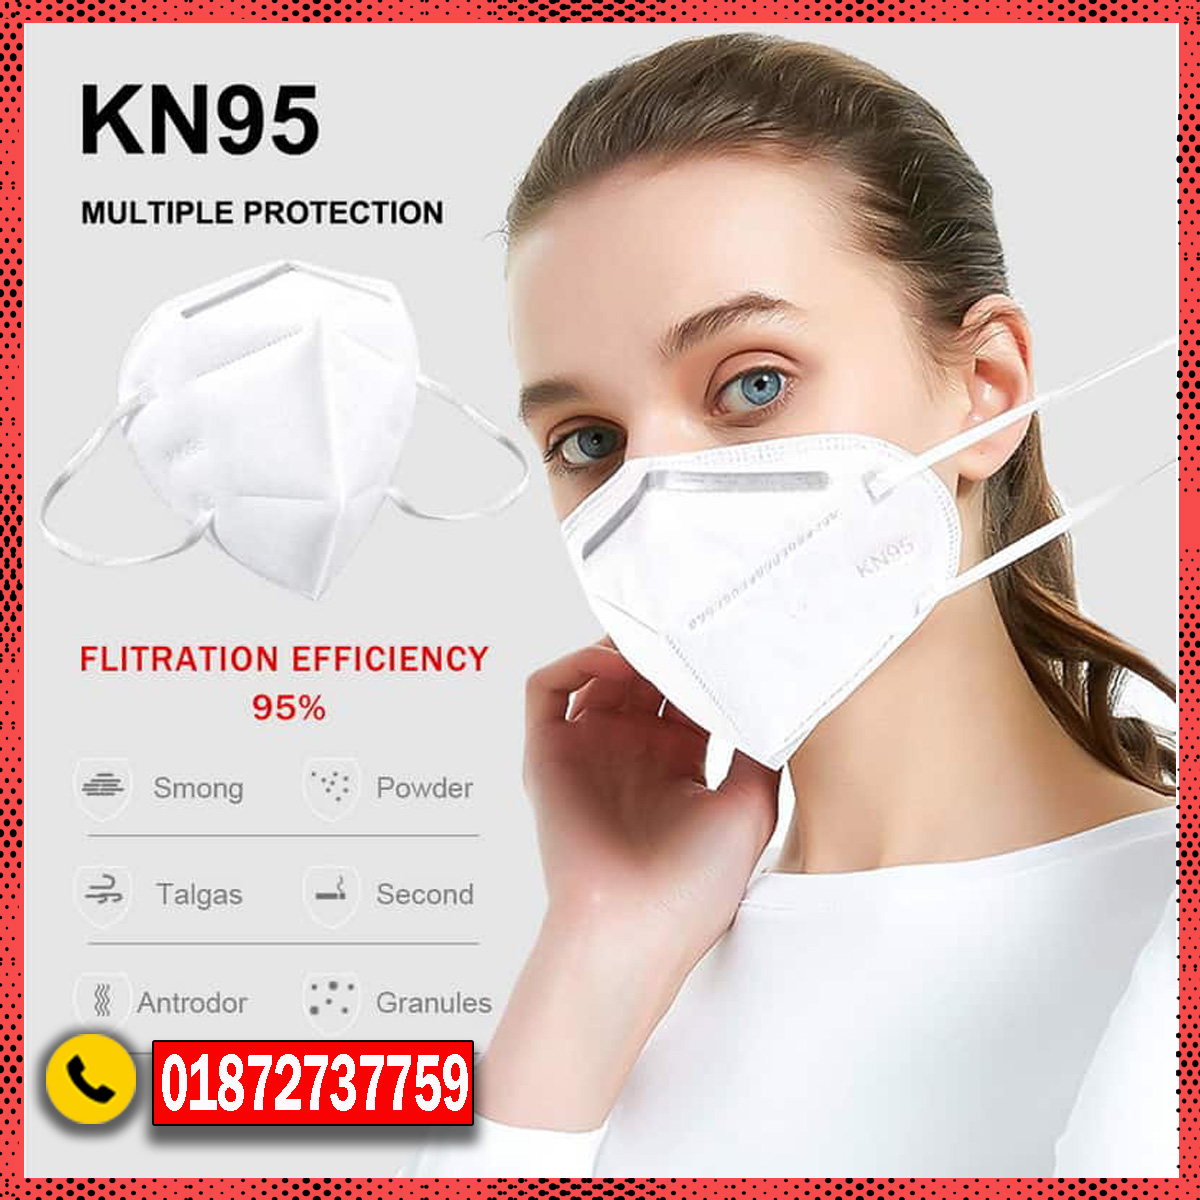 KN95
MULTIPLE PROTECTION
KN95
FLITRATION EFFICIENCY
95%
Smong
Powder
Talgas
Second
Antrodor
Granules
01872737759